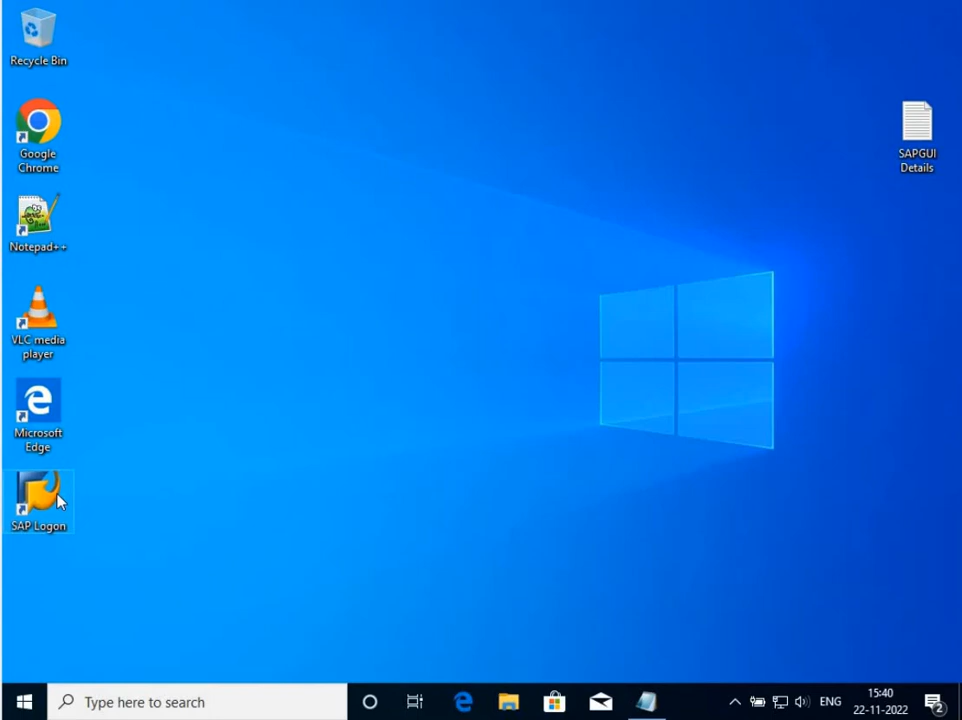 Recycle Bin
Google
Chrome
Notepad++
VLC media
player
Microsoft
Edge
SAP Logon
SAPGUI
Details
Type here to search
ENG
15:40
22-11-2022
2